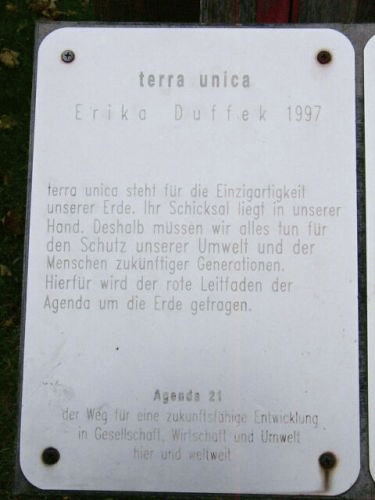 terra unica
Erika Duffek 1997
terra unica steht für die Einzigartigkeit
unserer Erde. Ihr Schicksal liegt in unserer
Hand. Deshalb müssen wir alles tun für
den Schutz unserer Umwelt und der
Menschen zukünftiger Generationen.
Hierfür wird der rote Leitfaden der
Agenda um die Erde getragen.
Agenda 21
der Weg für eine zukunftsfähige Entwicklung
in Gesellschaft, Wirtschaft und Umwelt
hier und weltweit